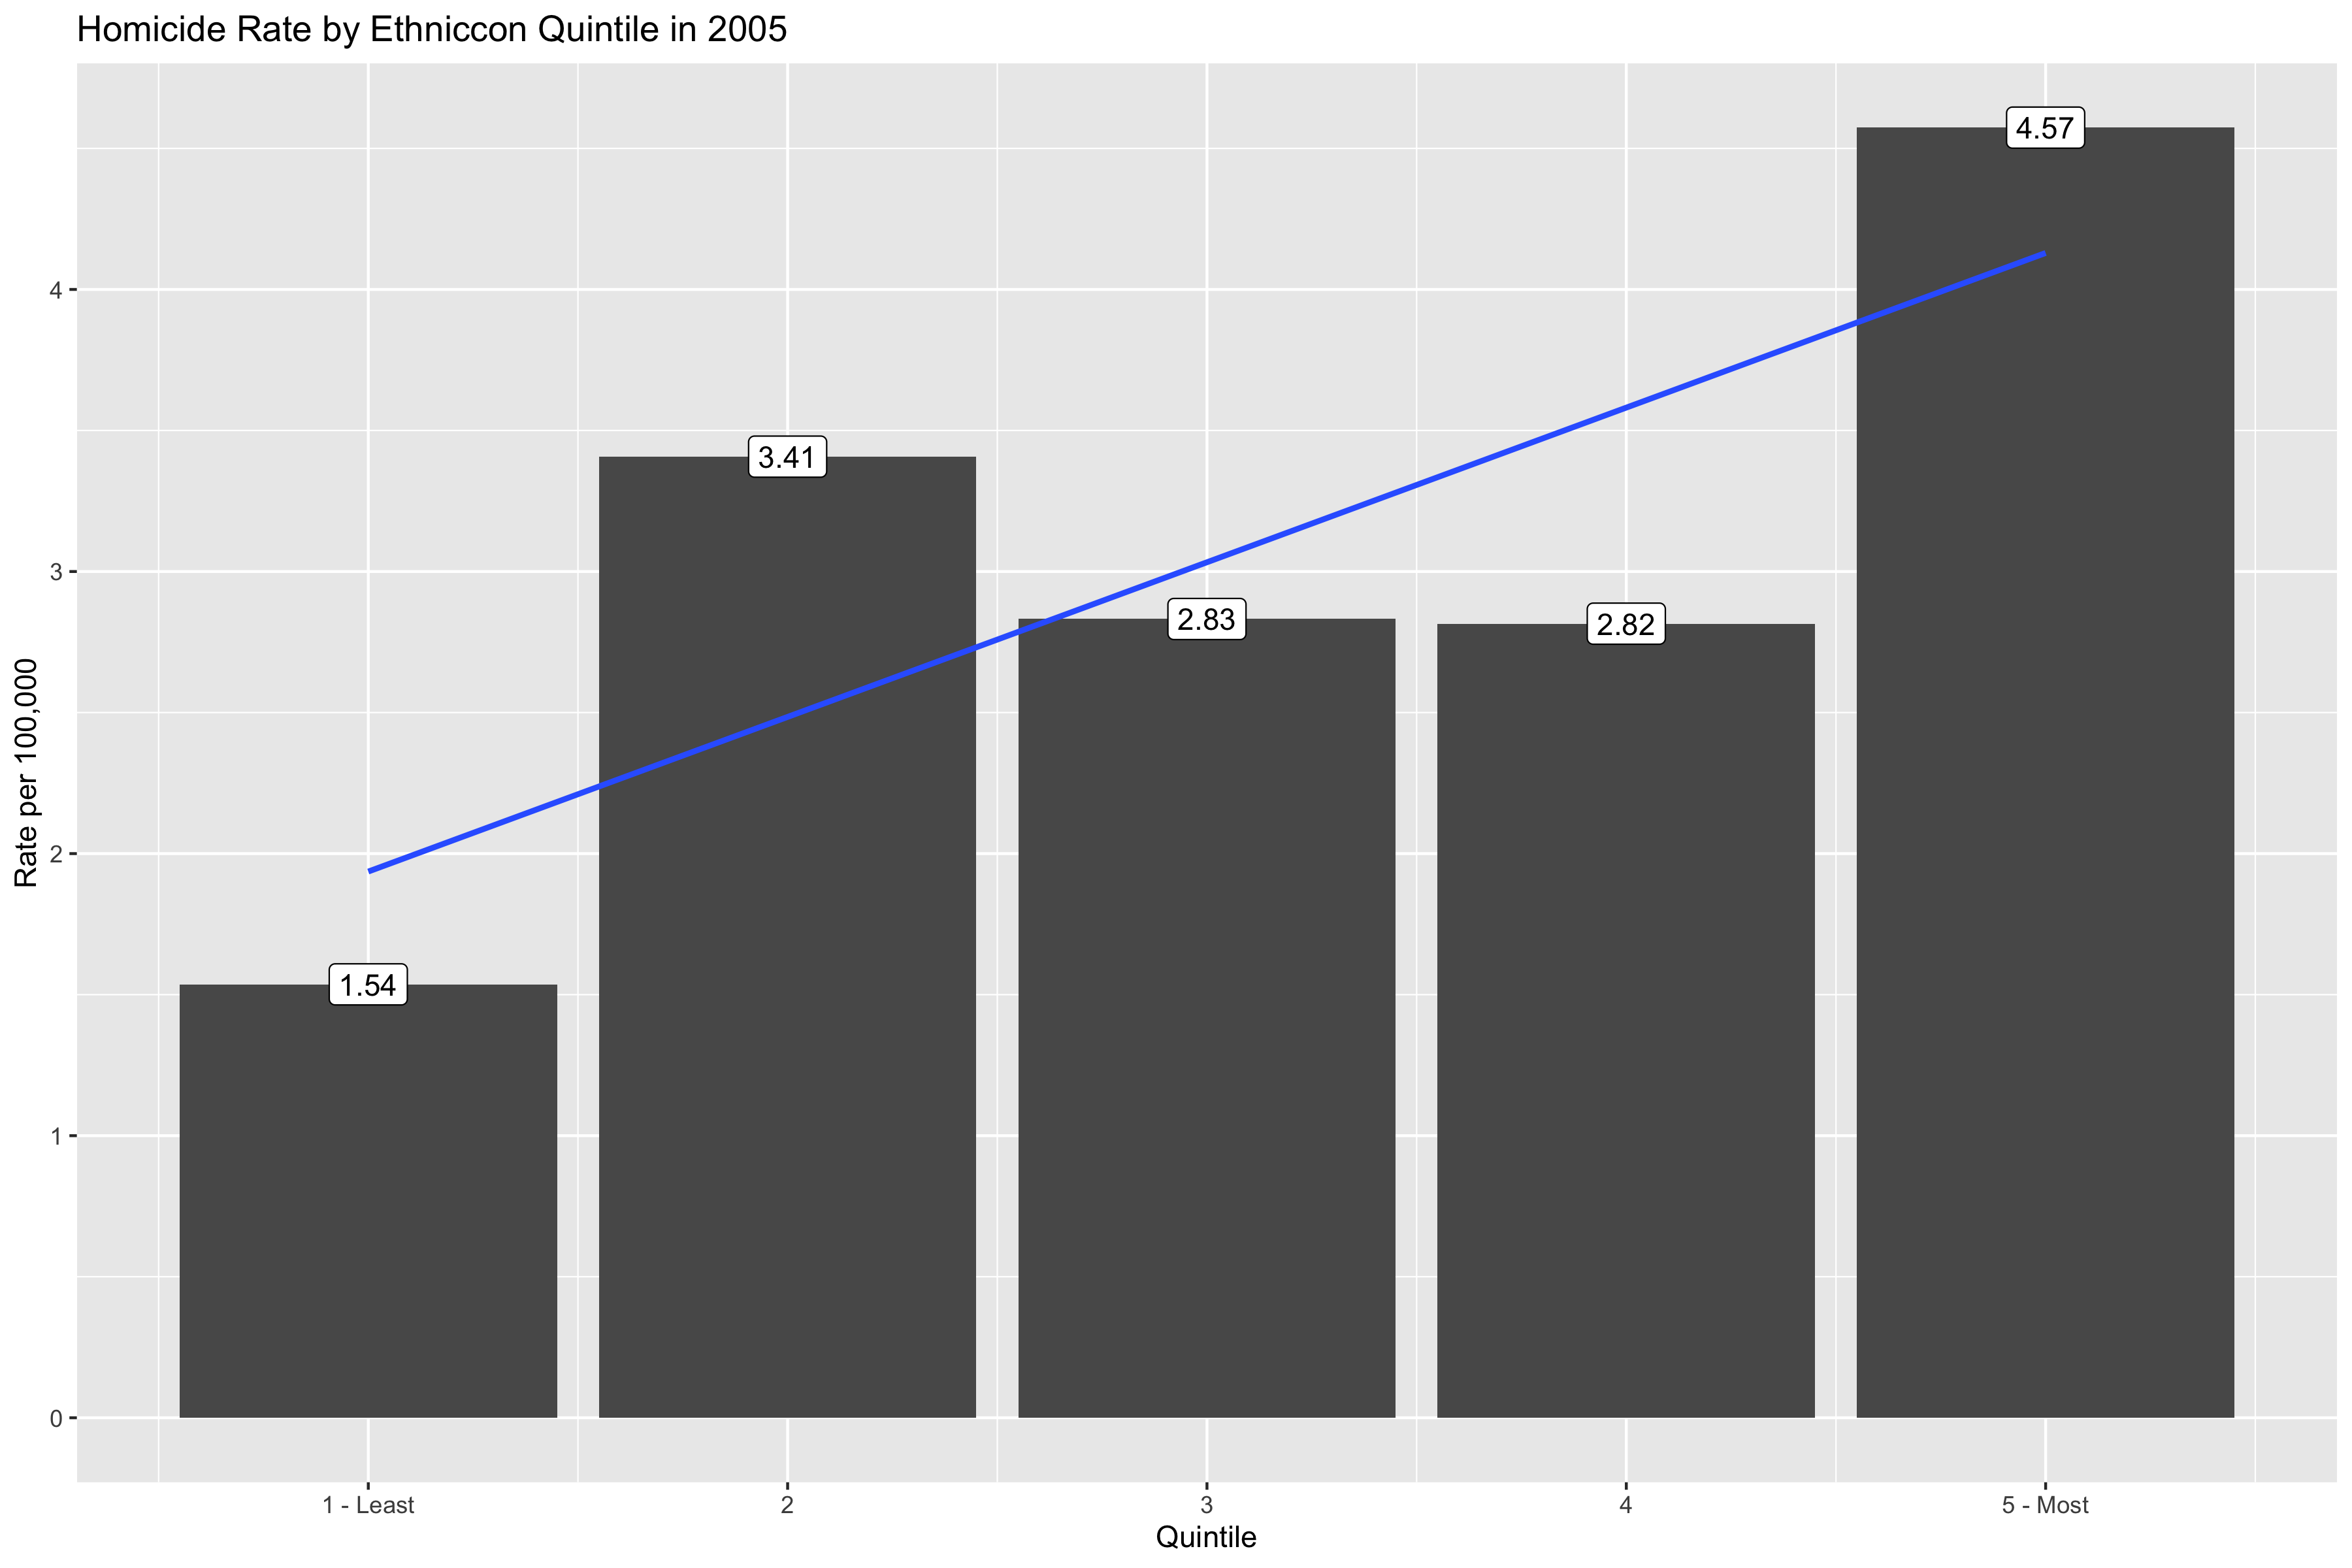 Homicide Rate by Ethniccon Quintile in 2005
4.57
4
3.41
3
2.83
2.82
2
1.54
1
0
Rate per 100,000
1 - Least
2
3
4
5 - Most
Quintile